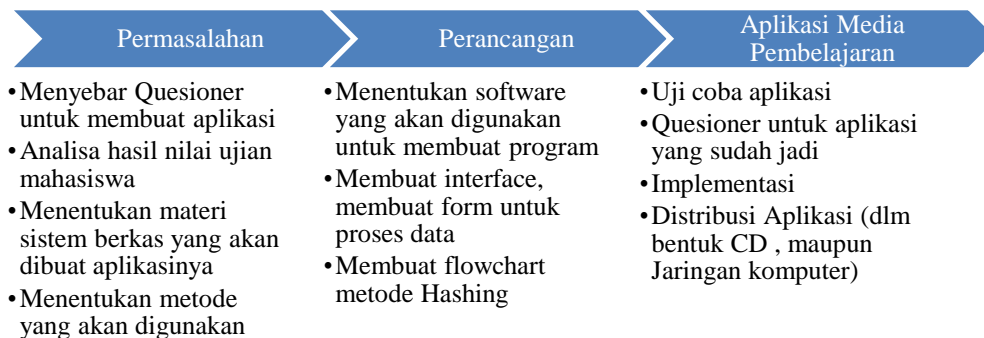 Permasalahan
•Menyebar Quesioner
untuk membuat aplikasi
•Analisa hasil nilai ujian
mahasiswa
•Menentukan materi
sistem berkas yang akan
dibuat aplikasinya
•Menentukan metode
yang akan digunakan
Perancangan
•Menentukan software
yang akan digunakan
untuk membuat program
•Membuat interface,
membuat form untuk
proses data
•Membuat flowchart
metode Hashing
Aplikasi Media
Pembelajaran
•Uji coba aplikasi
•Quesioner untuk aplikasi
yang sudah jadi
•Implementasi
•Distribusi Aplikasi (dlm
bentuk CD , maupun
Jaringan komputer)